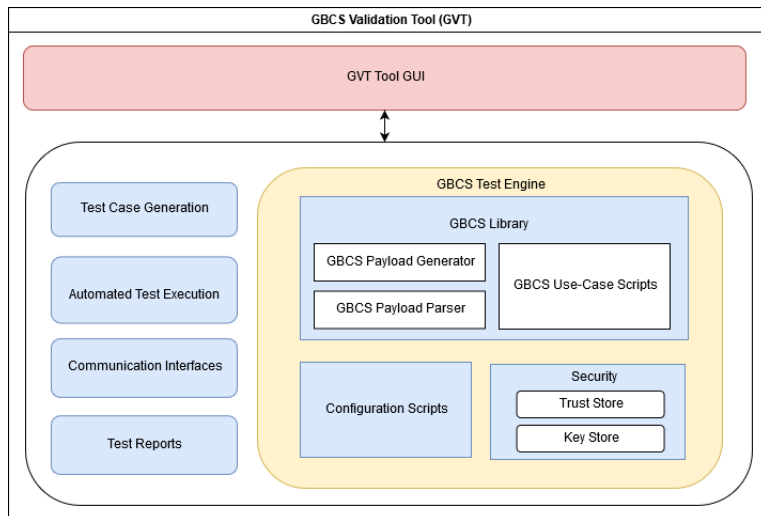 GBCS Validation Tool (GVT)
GVT Tool GUI
Test Case Generation
Automated Test Execution
Communication Interfaces
Test Reports
GBCS Test Engine
GBCS Library
GBCS Payload Generator
GBCS Payload Parser
GBCS Use-Case Scripts
Configuration Scripts
Security
Trust Store
Key Store